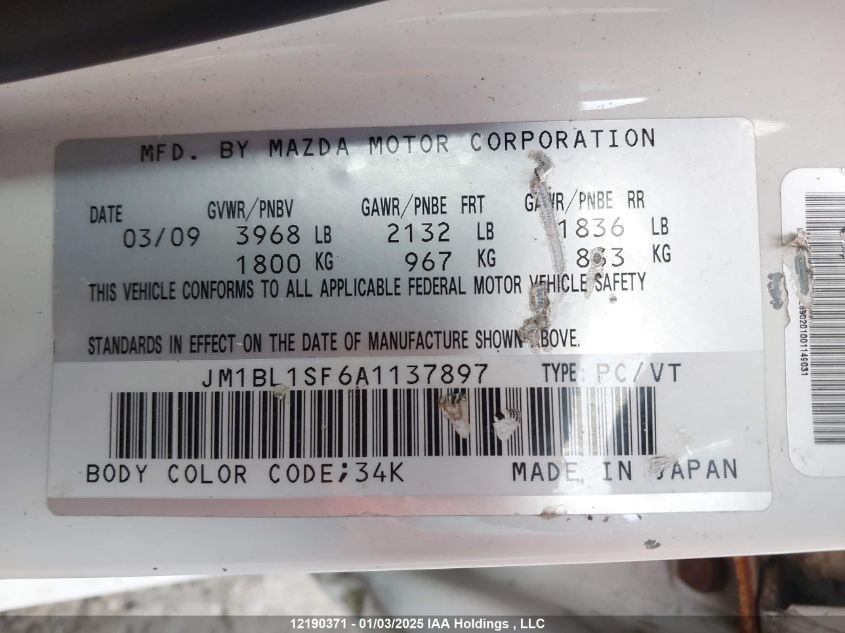 MFD. BY MAZDA MOTOR CORPORATION
DATE GVWR/PNBV GAWR/PNBE FRT GAWR/PNBE RR
03/09 3968 LB 2132 LB 1836 LB
1800 KG 967 KG 833 KG
THIS VEHICLE CONFORMS TO ALL APPLICABLE FEDERAL MOTOR VEHICLE SAFETY
STANDARDS IN EFFECT ON THE DATE OF MANUFACTURE SHOWN ABOVE.
JM1BL1SF6A1137897 TYPE: PC/VT
BODY COLOR CODE;34K MADE IN JAPAN
12190371 - 01/03/2025 IAA Holdings , LLC